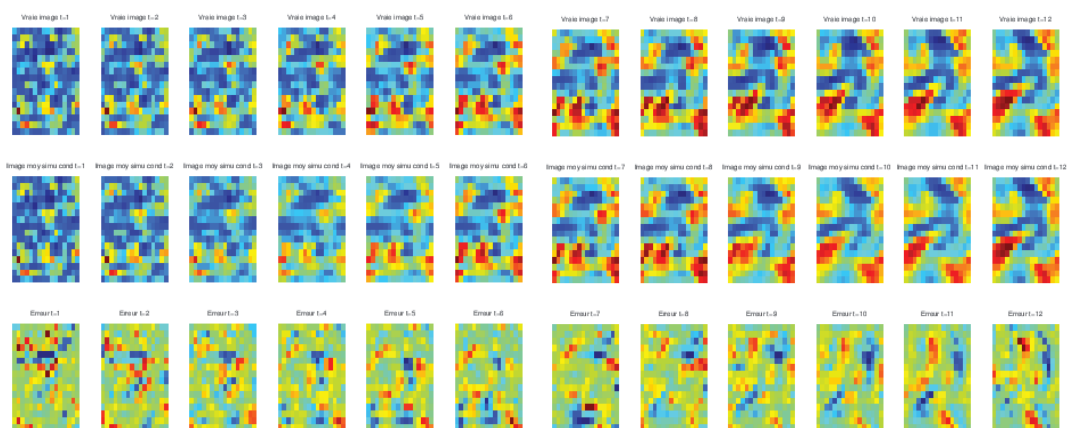 Vraie image t=1 Vraie image t=2 Vraie image t=3 Vraie image t=4 Vraie image t=5 Vraie image t=6 Vraie image t=7 Vraie image t=8 Vraie image t=9 Vraie image t=10 Vraie image t=11 Vraie image t=12
Image moy simu cond t=1 Image moy simu cond t=2 Image moy simu cond t=3 Image moy simu cond t=4 Image moy simu cond t=5 Image moy simu cond t=6 Image moy simu cond t=7 Image moy simu cond t=8 Image moy simu cond t=9 Image moy simu cond t=10 Image moy simu cond t=11 Image moy simu cond t=12
Erreur t=1 Erreur t=2 Erreur t=3 Erreur t=4 Erreur t=5 Erreur t=6 Erreur t=7 Erreur t=8 Erreur t=9 Erreur t=10 Erreur t=11 Erreur t=12